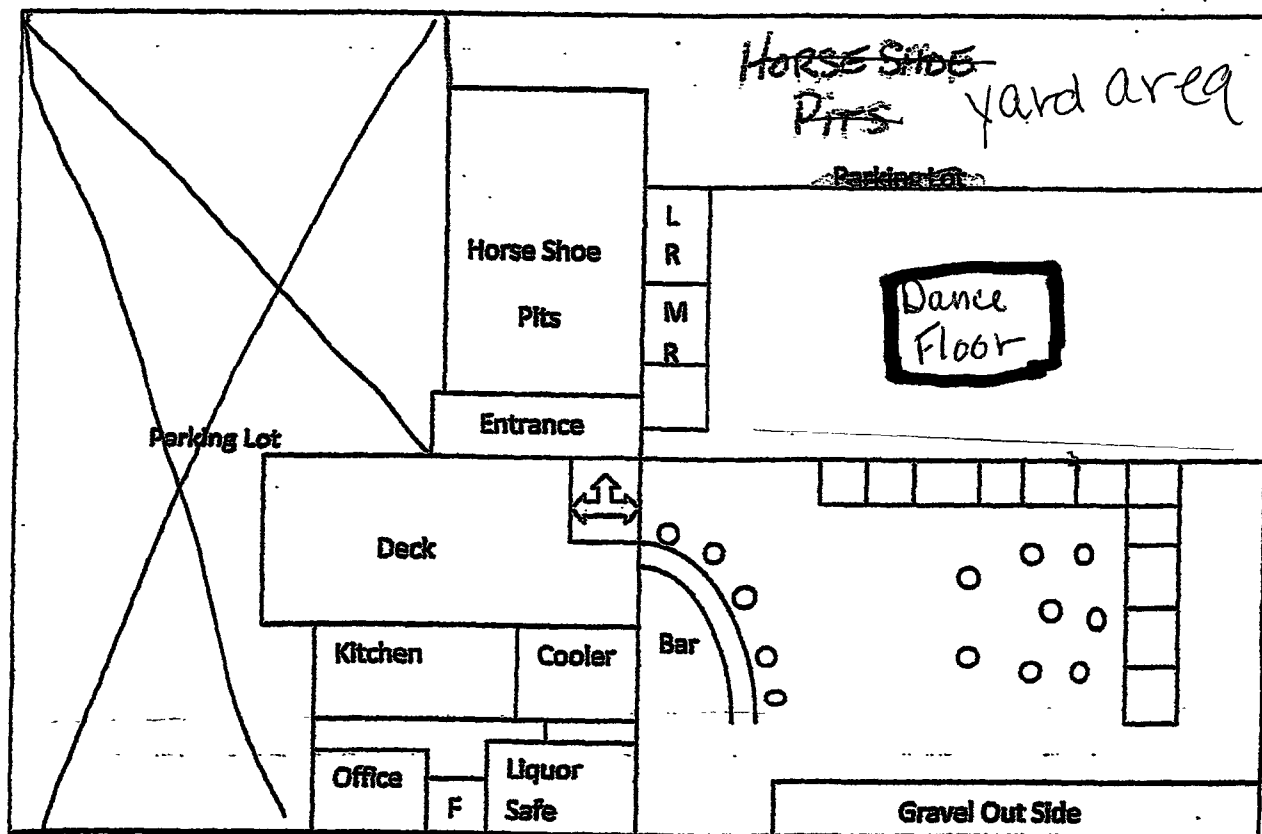 HORSE SHOE
PITS yard area
Parking Lot
L
R
Horse Shoe
Pits
M
R
Dance
Floor
Entrance
Parking Lot
Deck
Kitchen
Cooler
Bar
Office
F
Liquor
Safe
Gravel Out Side